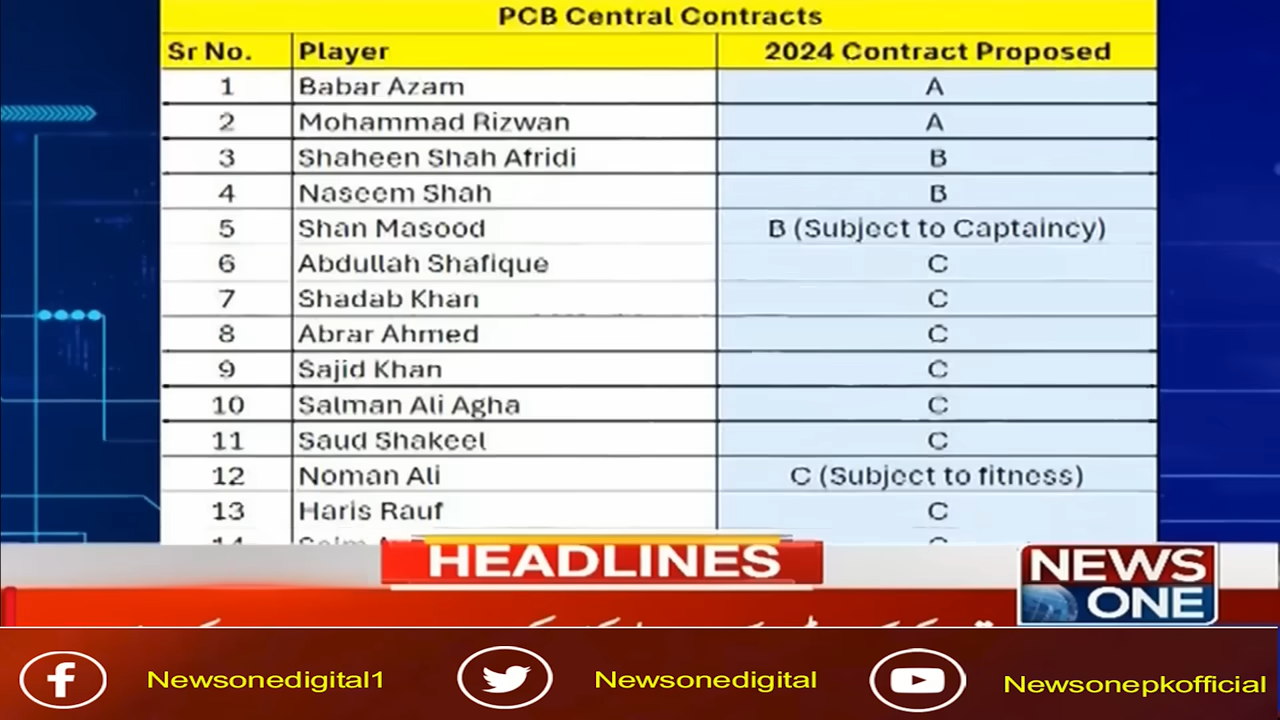 PCB Central Contracts
Sr No. Player 2024 Contract Proposed
1 Babar Azam A
2 Mohammad Rizwan A
3 Shaheen Shah Afridi B
4 Naseem Shah B
5 Shan Masood B (Subject to Captaincy)
6 Abdullah Shafique C
7 Shadab Khan C
8 Abrar Ahmed C
9 Sajid Khan C
10 Salman Ali Agha C
11 Saud Shakeel C
12 Noman Ali C (Subject to fitness)
13 Haris Rauf C
HEADLINES
NEWS
ONE
Newsonedigital1 Newsonedigital Newsonepkofficial